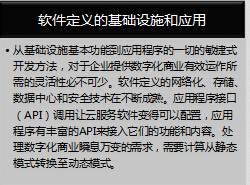 软件定义的基础设施和应用
• 从基础设施基本功能到应用程序的一切的敏捷式
开发方法，对于企业提供数字化商业有效运作所
需的灵活性必不可少。软件定义的网络化、存储、
数据中心和安全技术在不断成熟。应用程序接口
（API）调用让云服务软件变得可以配置，应用
程序有丰富的API来接入它们的功能和内容。处
理数字化商业瞬息万变的需求，需要计算从静态
模式转换至动态模式。